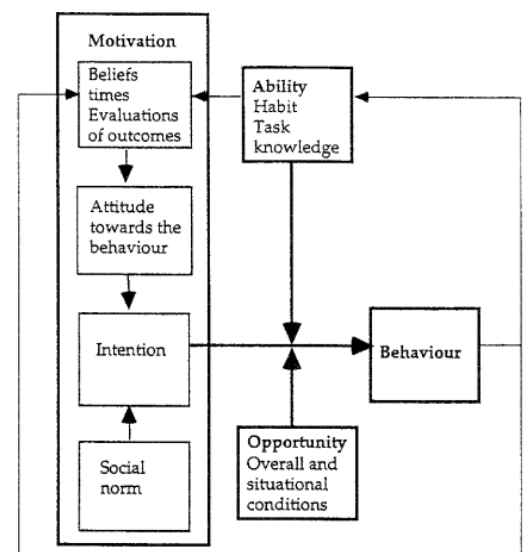 Motivation
Beliefs
times
Evaluations
of outcomes
Ability
Habit
Task
knowledge
Attitude
towards the
behaviour
Intention
Behaviour
Opportunity
Overall and
situational
conditions
Social
norm